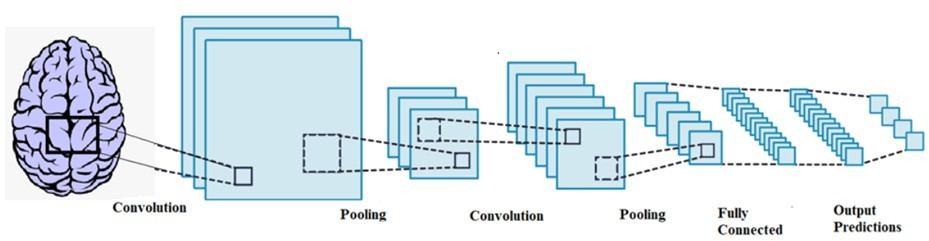 Convolution
Pooling
Convolution
Pooling
Fully
Connected
Output
Predictions